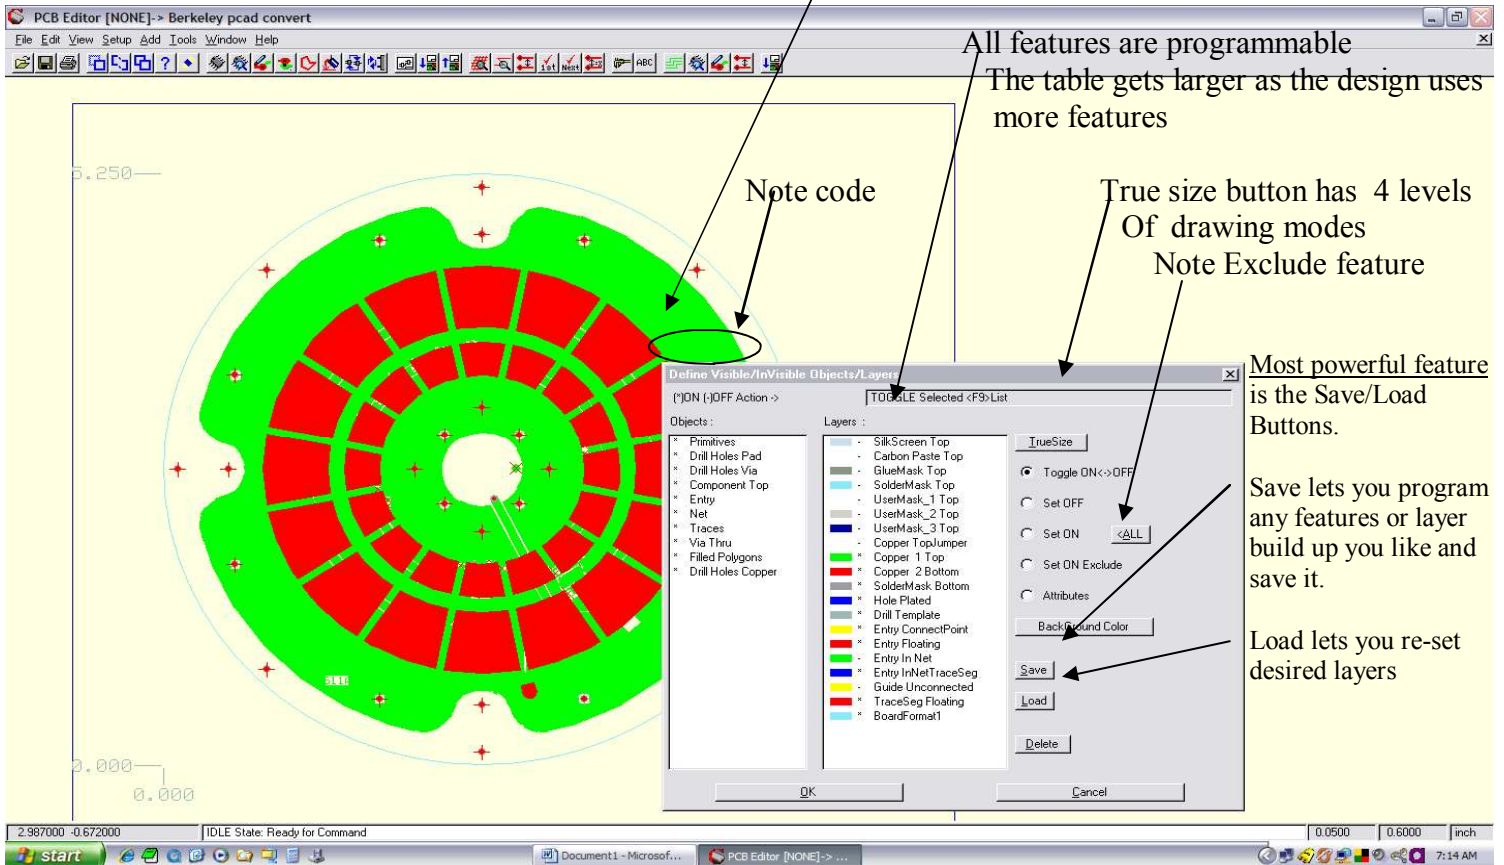 PCB Editor [NONE]-> Berkeley pcad convert
File Edit View Setup Add Tools Window Help
ABC
All features are programmable
The table gets larger as the design uses
more features
5.250
Note code
True size button has 4 levels
Of drawing modes
Note Exclude feature
Define Visible/InVisible Objects/Layers
(*)ON (-)OFF Action ->
TOGGLE Selected <F9>List
Objects :
* Primitives
* Drill Holes Pad
* Drill Holes Via
* Component Top
* Entry
* Net
* Traces
* Via Thru
* Filled Polygons
* Drill Holes Copper
Layers :
- SilkScreen Top
- Carbon Paste Top
- GlueMask Top
- SolderMask Top
- UserMask_1 Top
- UserMask_2 Top
- UserMask_3 Top
- Copper TopJumper
* Copper 1 Top
* Copper 2 Bottom
* SolderMask Bottom
* Hole Plated
* Drill Template
* Entry ConnectPoint
* Entry Floating
- Entry In Net
* Entry InNetTraceSeg
- Guide Unconnected
* TraceSeg Floating
* BoardFormat1
TrueSize
Toggle ON<->OFF
Set OFF
Set ON
<ALL
Set ON Exclude
Attributes
BackGround Color
Save
Load
Delete
OK
Cancel
Most powerful feature
is the Save/Load
Buttons.
Save lets you program
any features or layer
build up you like and
save it.
Load lets you re-set
desired layers
0.000
0.000
2.987000 -0.672000
IDLE State: Ready for Command
0.0500
0.6000
inch
start
Document1 - Microsof...
PCB Editor [NONE]-> ...
7:14 AM